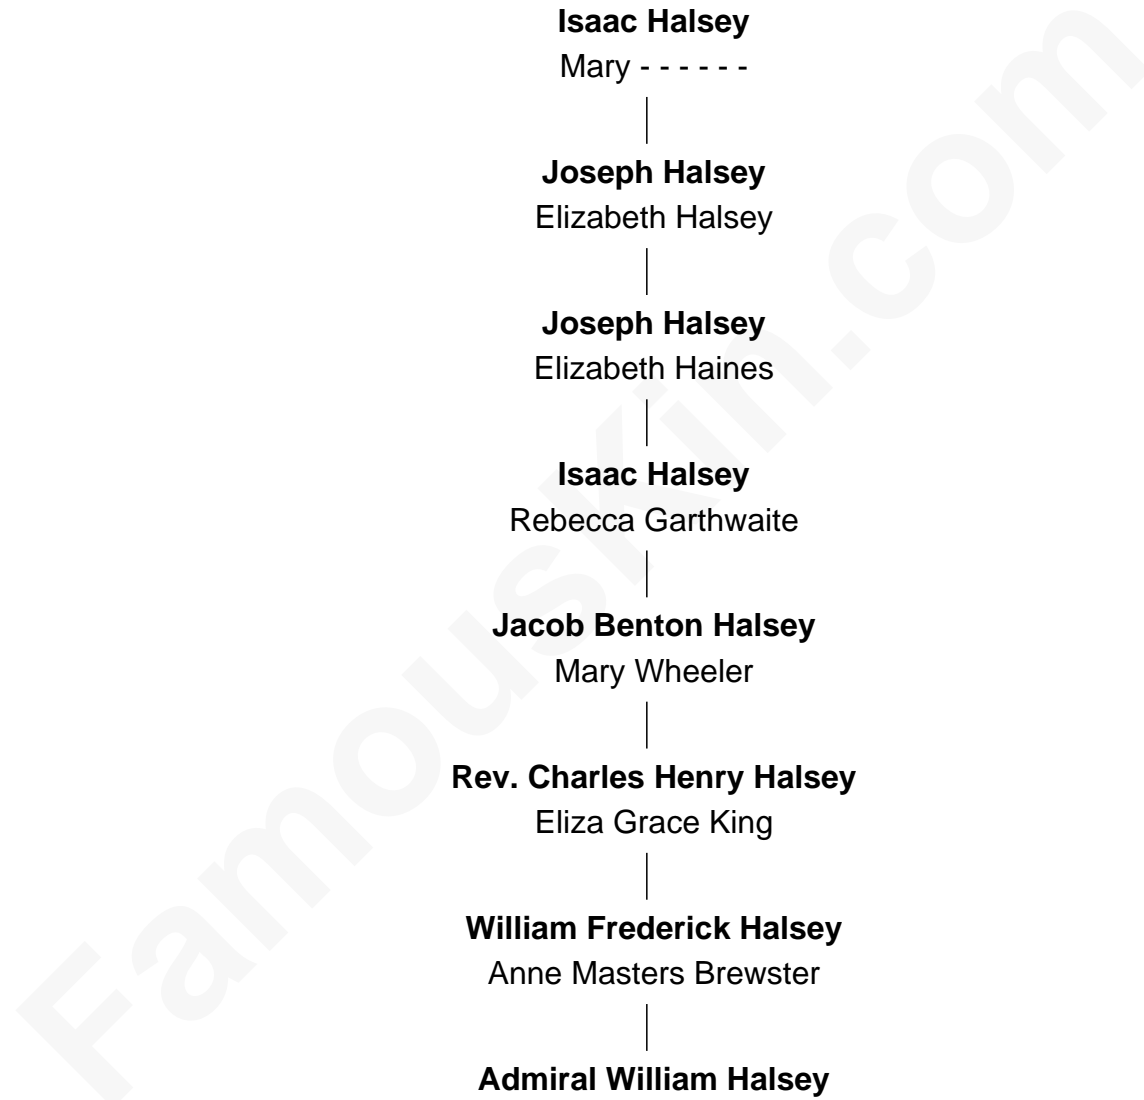 Isaac Halsey
Mary - - - - - -
Joseph Halsey
Elizabeth Halsey
Joseph Halsey
Elizabeth Haines
Isaac Halsey
Rebecca Garthwaite
Jacob Benton Halsey
Mary Wheeler
Rev. Charles Henry Halsey
Eliza Grace King
William Frederick Halsey
Anne Masters Brewster
Admiral William Halsey
FamousKin.com